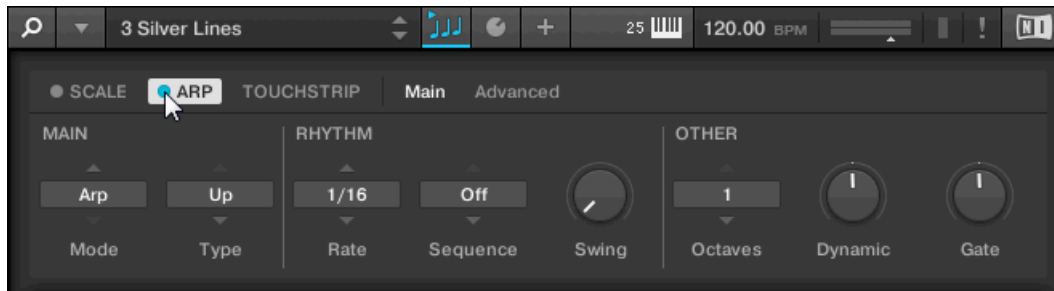 3 Silver Lines 25 120.00 BPM ! NI
SCALE ARP TOUCHSTRIP Main Advanced
MAIN RHYTHM OTHER
Arp Up 1/16 Off 1
Mode Type Rate Sequence Swing Octaves Dynamic Gate